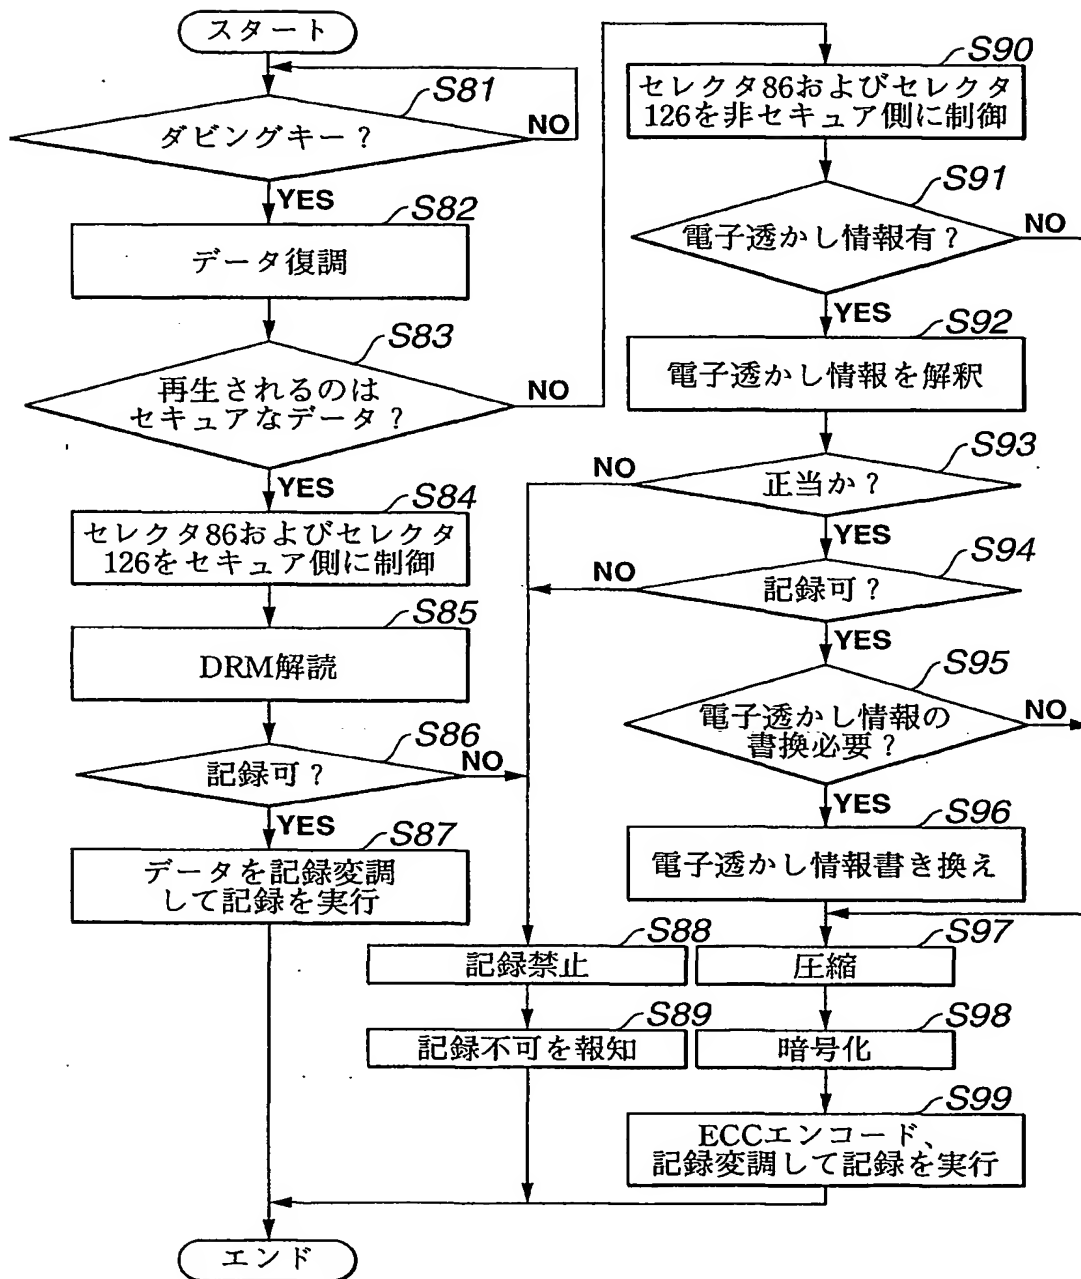 スタート
S81
ダビングキー?
NO
YES
S82
データ復調
S83
再生されるのは
セキュアなデータ?
NO
YES
S84
セレクタ86およびセレクタ
126をセキュア側に制御
S85
DRM解読
S86
記録可?
NO
YES
S87
データを記録変調
して記録を実行
S88
記録禁止
S89
記録不可を報知
S90
セレクタ86およびセレクタ
126を非セキュア側に制御
S91
電子透かし情報有?
NO
YES
S92
電子透かし情報を解釈
S93
NO
正当か?
YES
S94
NO
記録可?
YES
S95
電子透かし情報の
書換必要?
NO
YES
S96
電子透かし情報書き換え
S97
圧縮
S98
暗号化
S99
ECCエンコード、
記録変調して記録を実行
エンド